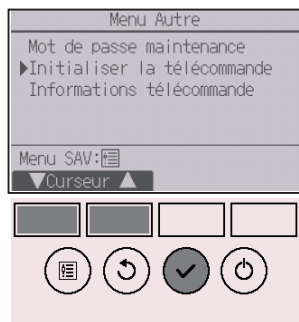 Menu Autre
Mot de passe maintenance
▶Initialiser la télécommande
Informations télécommande
Menu SAV:
▼Curseur▲